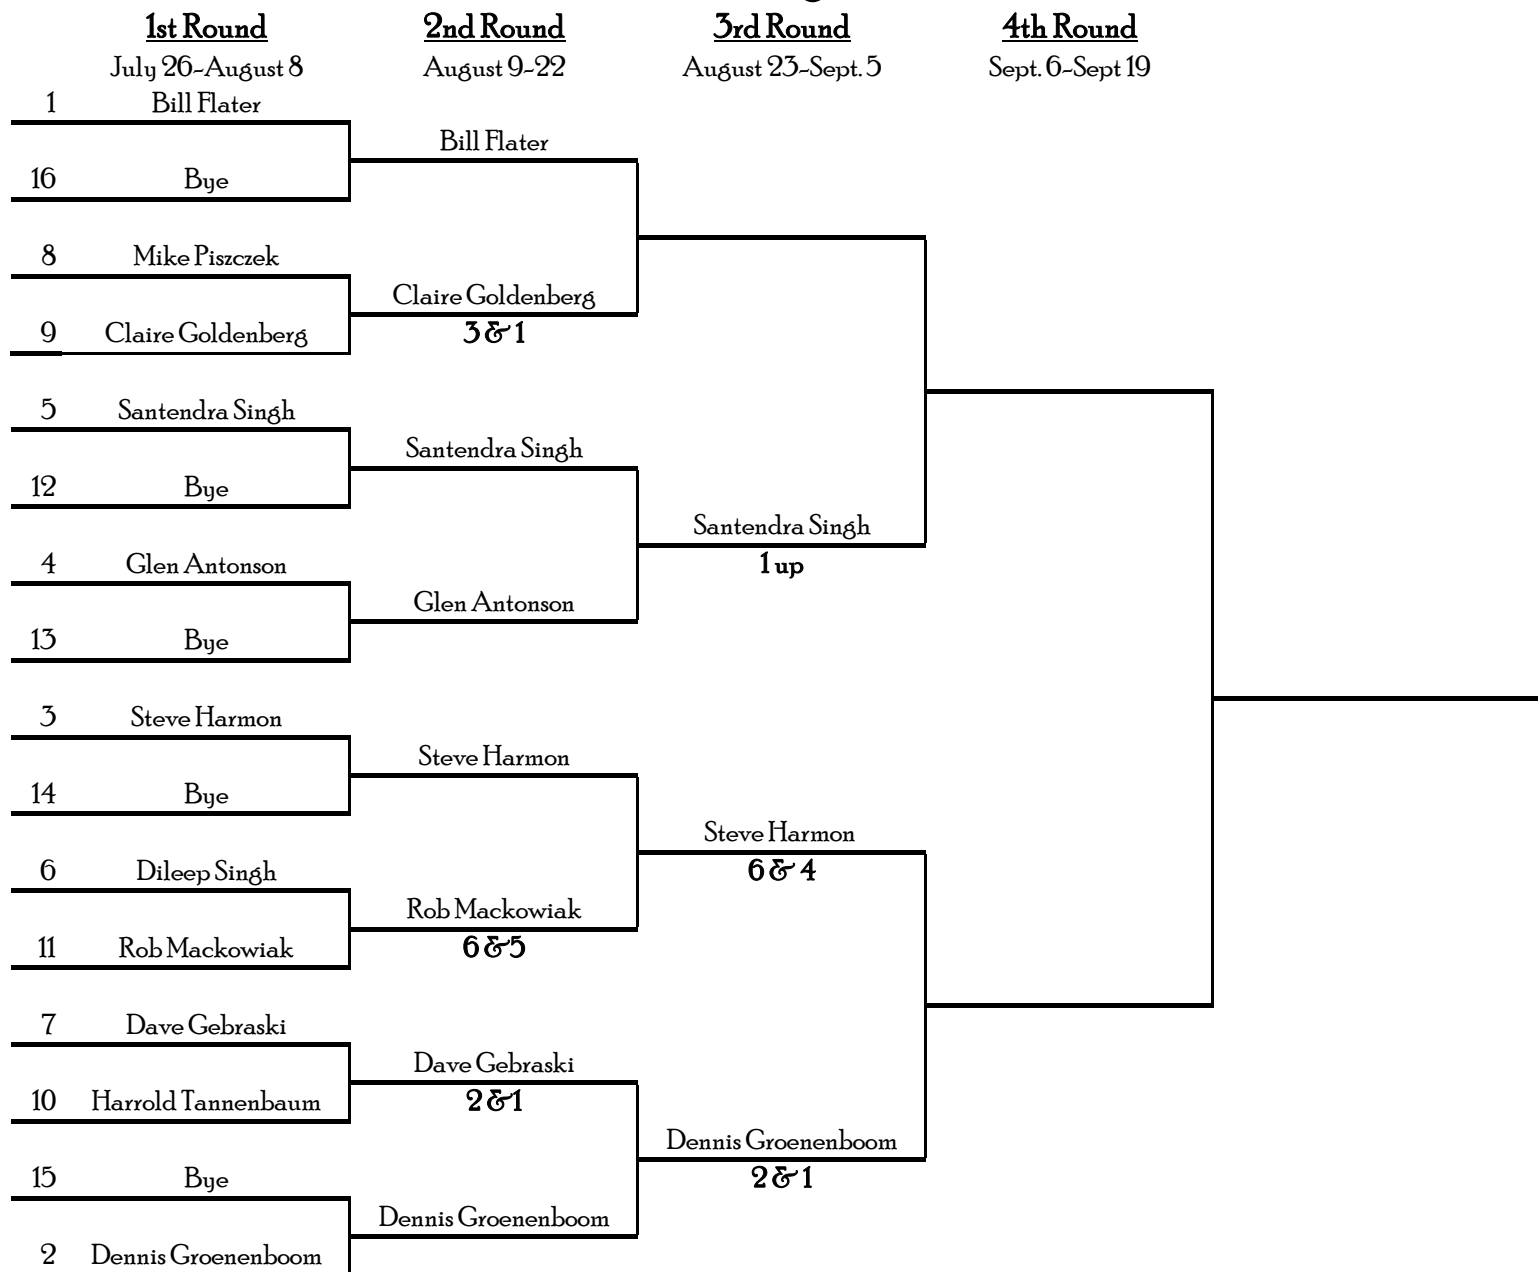 1st Round 2nd Round 3rd Round 4th Round
July 26-August 8 August 9-22 August 23-Sept. 5 Sept. 6-Sept 19
1 Bill Flater
Bill Flater
16 Bye
8 Mike Piszczek
Claire Goldenberg
3 & 1
9 Claire Goldenberg
5 Santendra Singh
Santendra Singh
12 Bye
Santendra Singh
1 up
4 Glen Antonson
Glen Antonson
13 Bye
3 Steve Harmon
Steve Harmon
14 Bye
Steve Harmon
6 & 4
6 Dileep Singh
Rob Mackowiak
6 & 5
11 Rob Mackowiak
7 Dave Gebraski
Dave Gebraski
2 & 1
10 Harrold Tannenbaum
Dennis Groenenboom
2 & 1
15 Bye
Dennis Groenenboom
2 Dennis Groenenboom